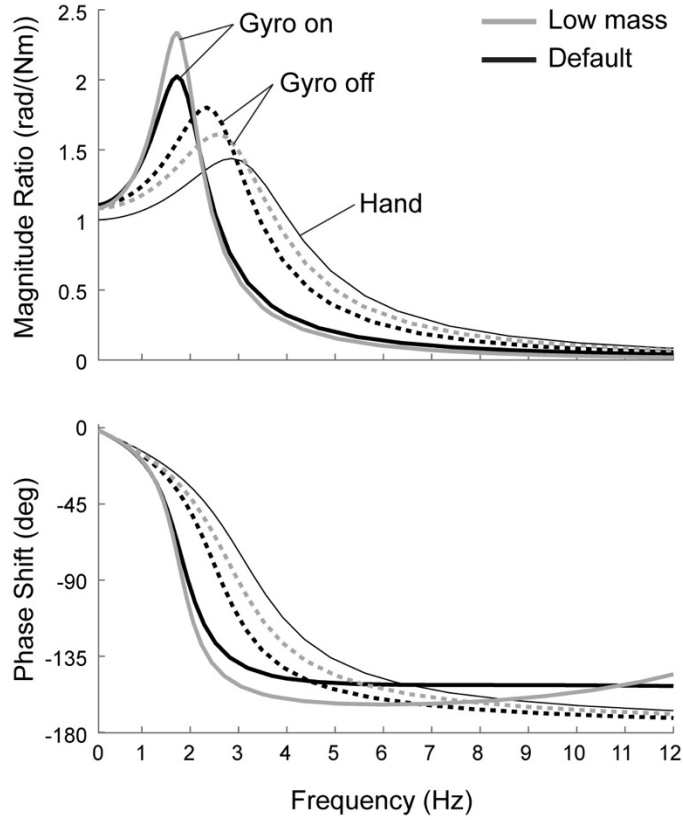 2.5
2
1.5
1
0.5
0
Magnitude Ratio (rad/(Nm))
Gyro on
Gyro off
Hand
Low mass
Default
0
-45
-90
-135
-180
Phase Shift (deg)
0 1 2 3 4 5 6 7 8 9 10 11 12
Frequency (Hz)